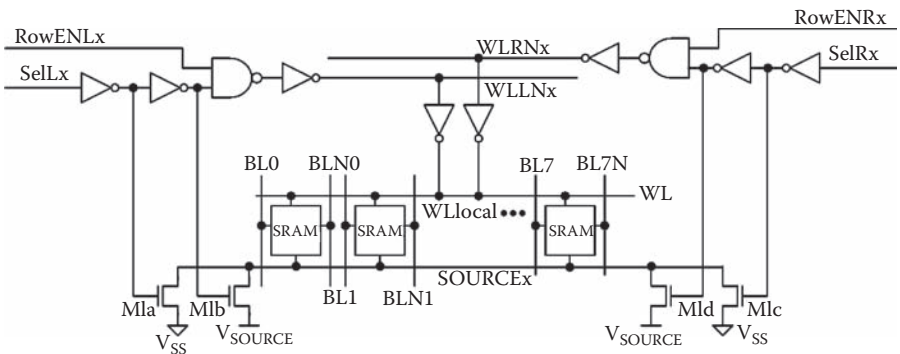 RowENLx
RowENRx
WLRNx
SelLx
SelRx
WLLNx
BL0
BLN0
BL7
BL7N
WL
WLlocal
SRAM
SRAM
SRAM
SOURCEx
Mla
Mlb
BL1
BLN1
Mld
Mlc
VSS
VSOURCE
VSOURCE
VSS